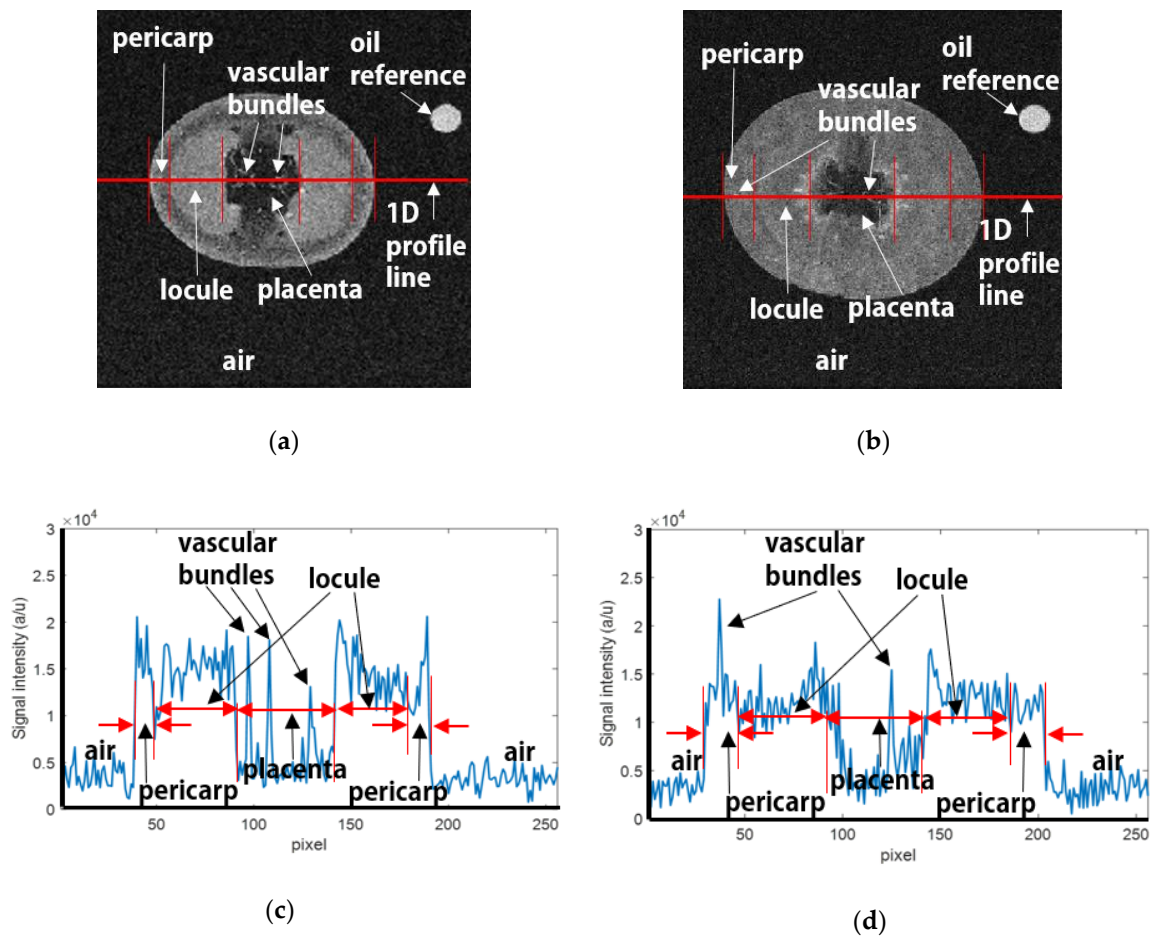 pericarp
oil
reference
vascular
bundles
1D
profile
line
locule
placenta
air
pericarp
oil
reference
vascular
bundles
1D
profile
line
locule
placenta
air
(a)
(b)
×10⁴
3
2.5
2
1.5
1
0.5
0
Signal intensity (a/u)
vascular
bundles
locule
air
placenta
air
pericarp
pericarp
50
100
150
200
250
pixel
×10⁴
3
2.5
2
1.5
1
0.5
0
Signal intensity (a/u)
vascular
bundles
locule
air
placenta
air
pericarp
pericarp
50
100
150
200
250
pixel
(c)
(d)